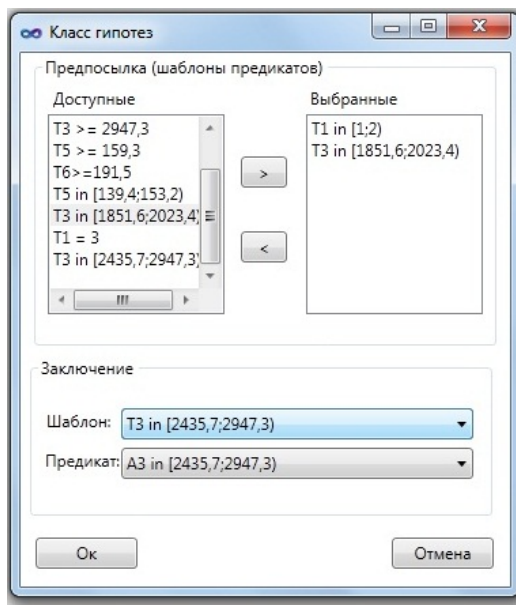 Класс гипотез
Предпосылка (шаблоны предикатов)
Доступные
T3 >= 2947,3
T5 >= 159,3
T6>=191,5
T5 in [139,4;153,2)
T3 in [1851,6;2023,4)
T1 = 3
T3 in [2435,7;2947,3)
>
<
Выбранные
T1 in [1;2)
T3 in [1851,6;2023,4)
Заключение
Шаблон: T3 in [2435,7;2947,3)
Предикат: A3 in [2435,7;2947,3)
Ок Отмена